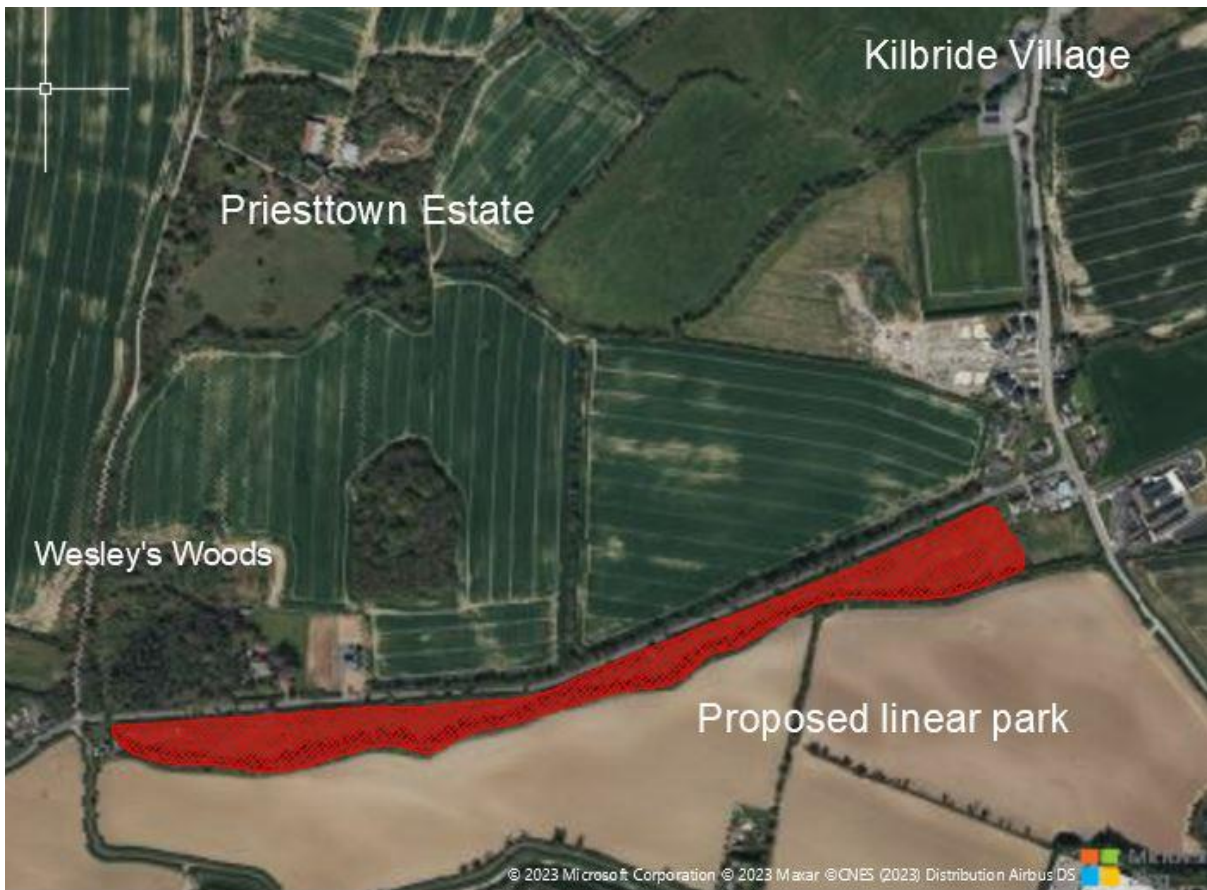 Kilbride Village
Priesttown Estate
Wesley's Woods
Proposed linear park
© 2023 Microsoft Corporation © 2023 Maxar ©CNES (2023) Distribution Airbus DS
Microsoft